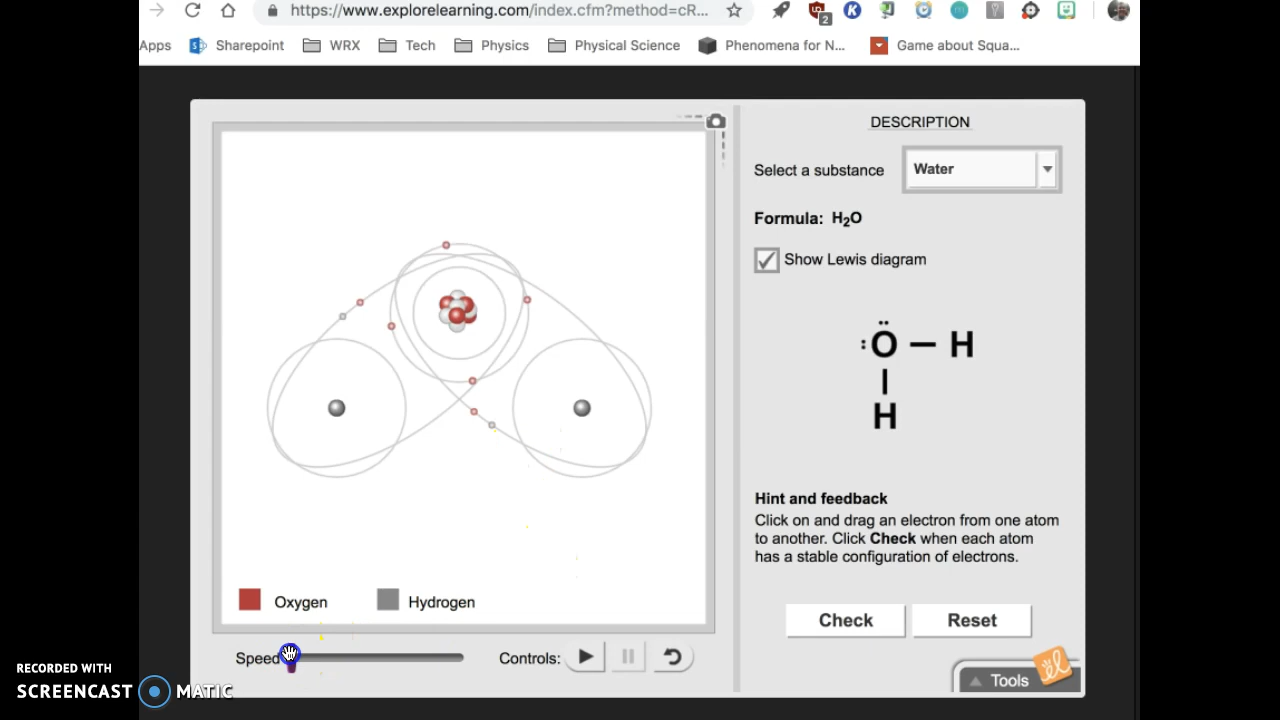 https://www.explorelearning.com/index.cfm?method=cR...
2
K
Apps Sharepoint WRX Tech Physics Physical Science Phenomena for N... Game about Squa...
DESCRIPTION
Select a substance Water
Formula: H₂O
Show Lewis diagram
:Ö — H
|
H
Hint and feedback
Click on and drag an electron from one atom
to another. Click Check when each atom
has a stable configuration of electrons.
Oxygen Hydrogen
Check Reset
Speed Controls:
el
Tools
RECORDED WITH
SCREENCAST MATIC